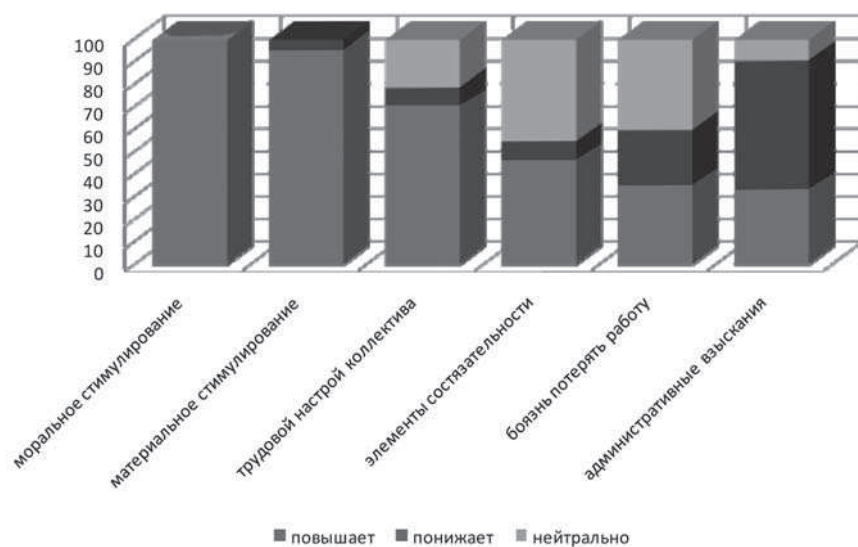 100
90
80
70
60
50
40
30
20
10
0
моральное стимулирование
материальное стимулирование
трудовой настрой коллектива
элементы состязательности
боязнь потерять работу
административные взыскания
повышает понижает нейтрально